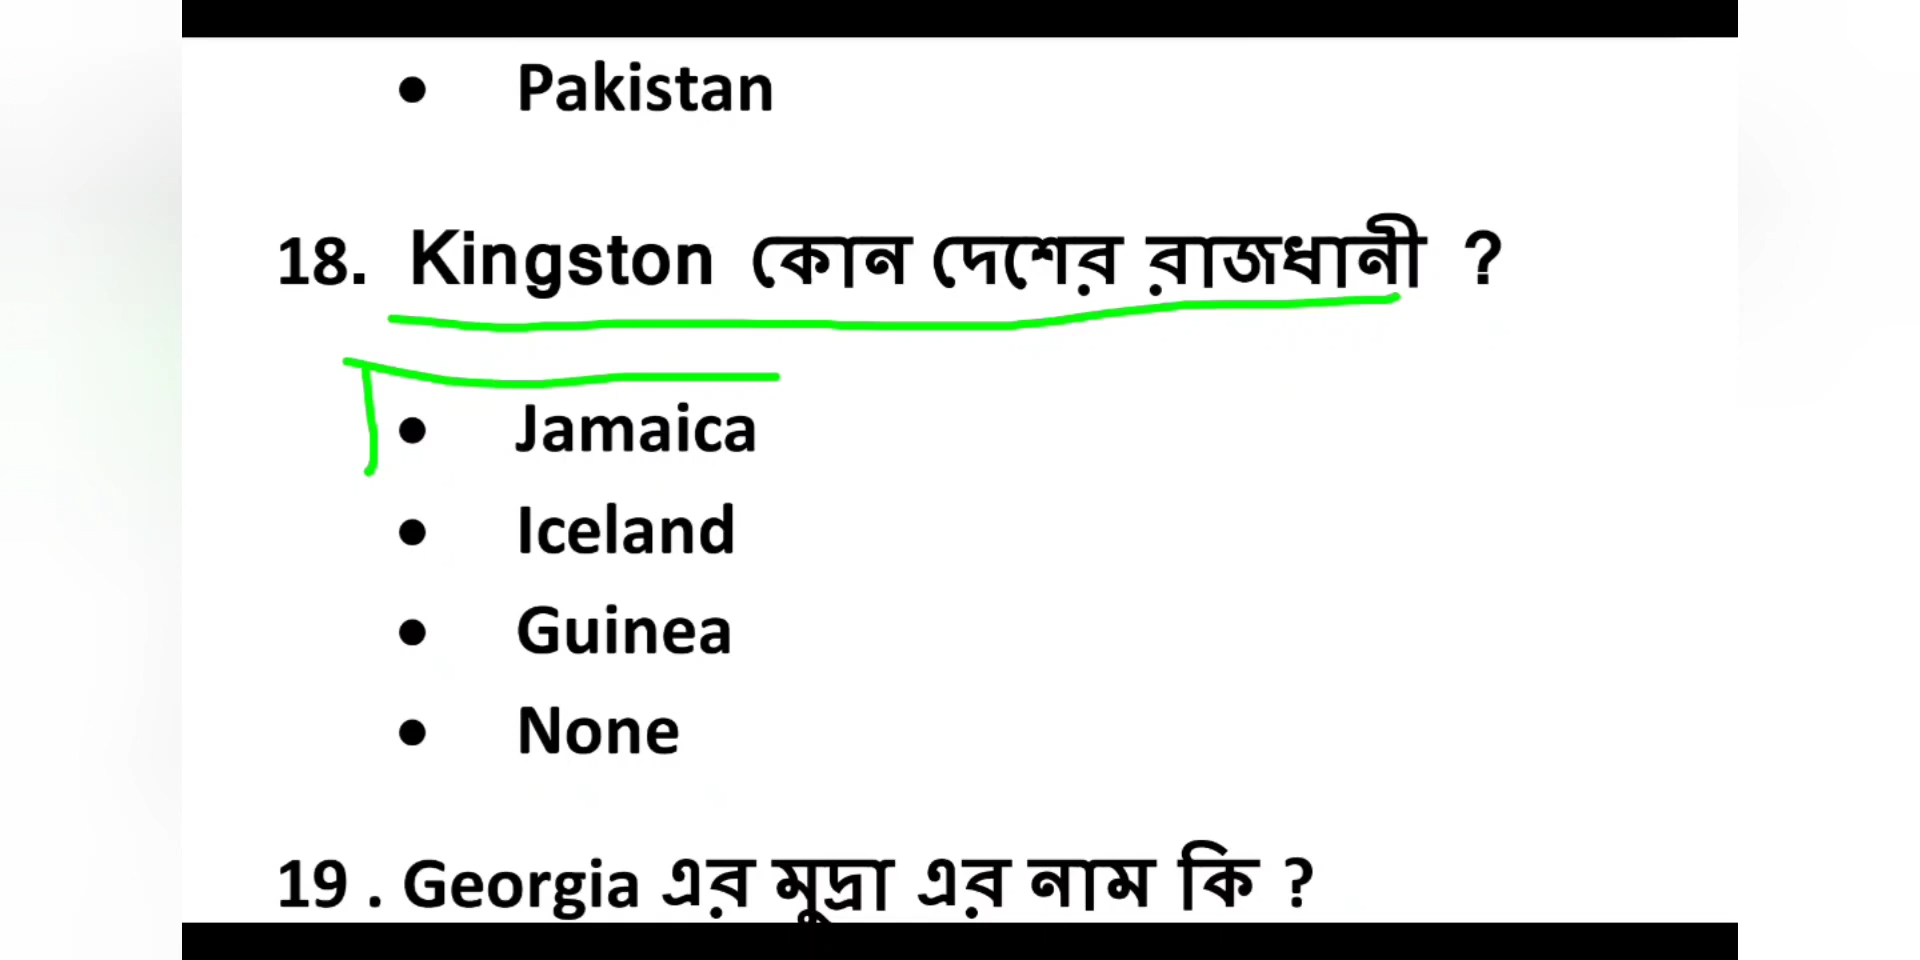 • Pakistan
18. Kingston কোন দেশের রাজধানী ?
• Jamaica
• Iceland
• Guinea
• None
19 . Georgia এর মুদ্রা এর নাম কি ?